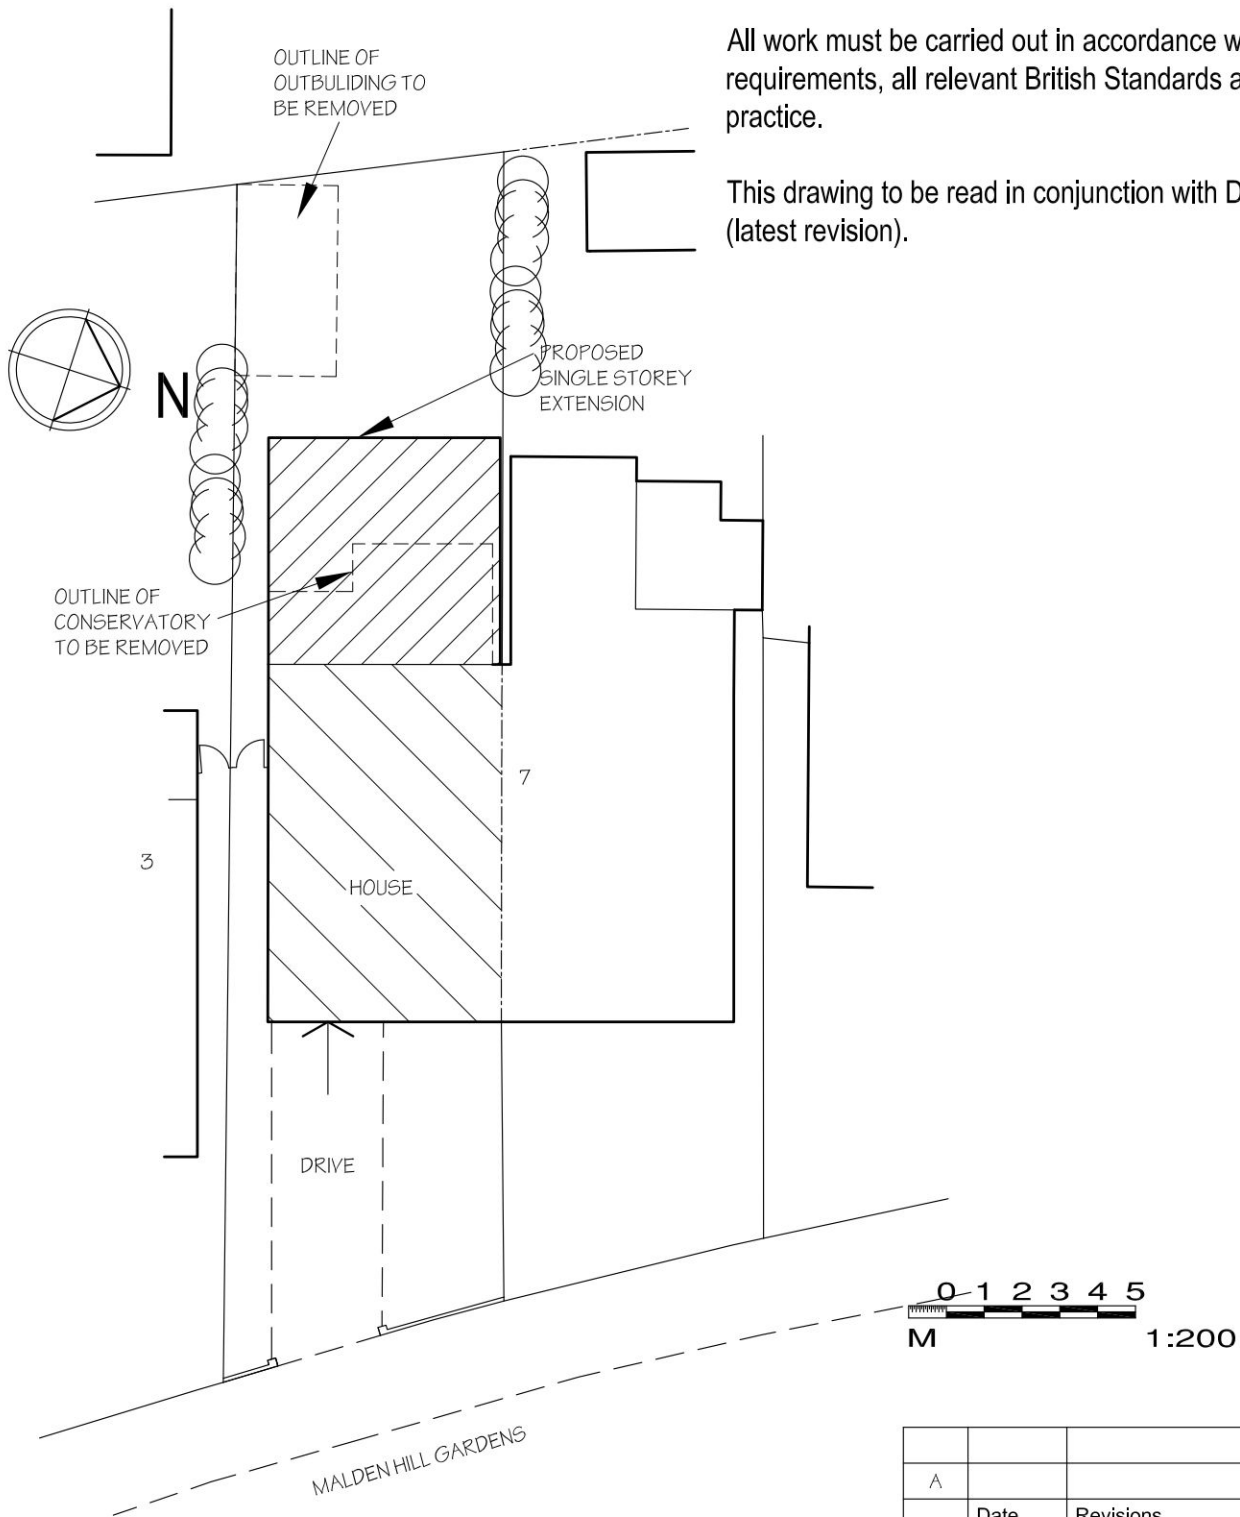 All work must be carried out in accordance w
requirements, all relevant British Standards a
practice.
This drawing to be read in conjunction with D
(latest revision).
OUTLINE OF
OUTBULIDING TO
BE REMOVED
N
PROPOSED
SINGLE STOREY
EXTENSION
OUTLINE OF
CONSERVATORY
TO BE REMOVED
7
3
HOUSE
DRIVE
0 1 2 3 4 5
M 1:200
MALDEN HILL GARDENS
A
Date Revisions